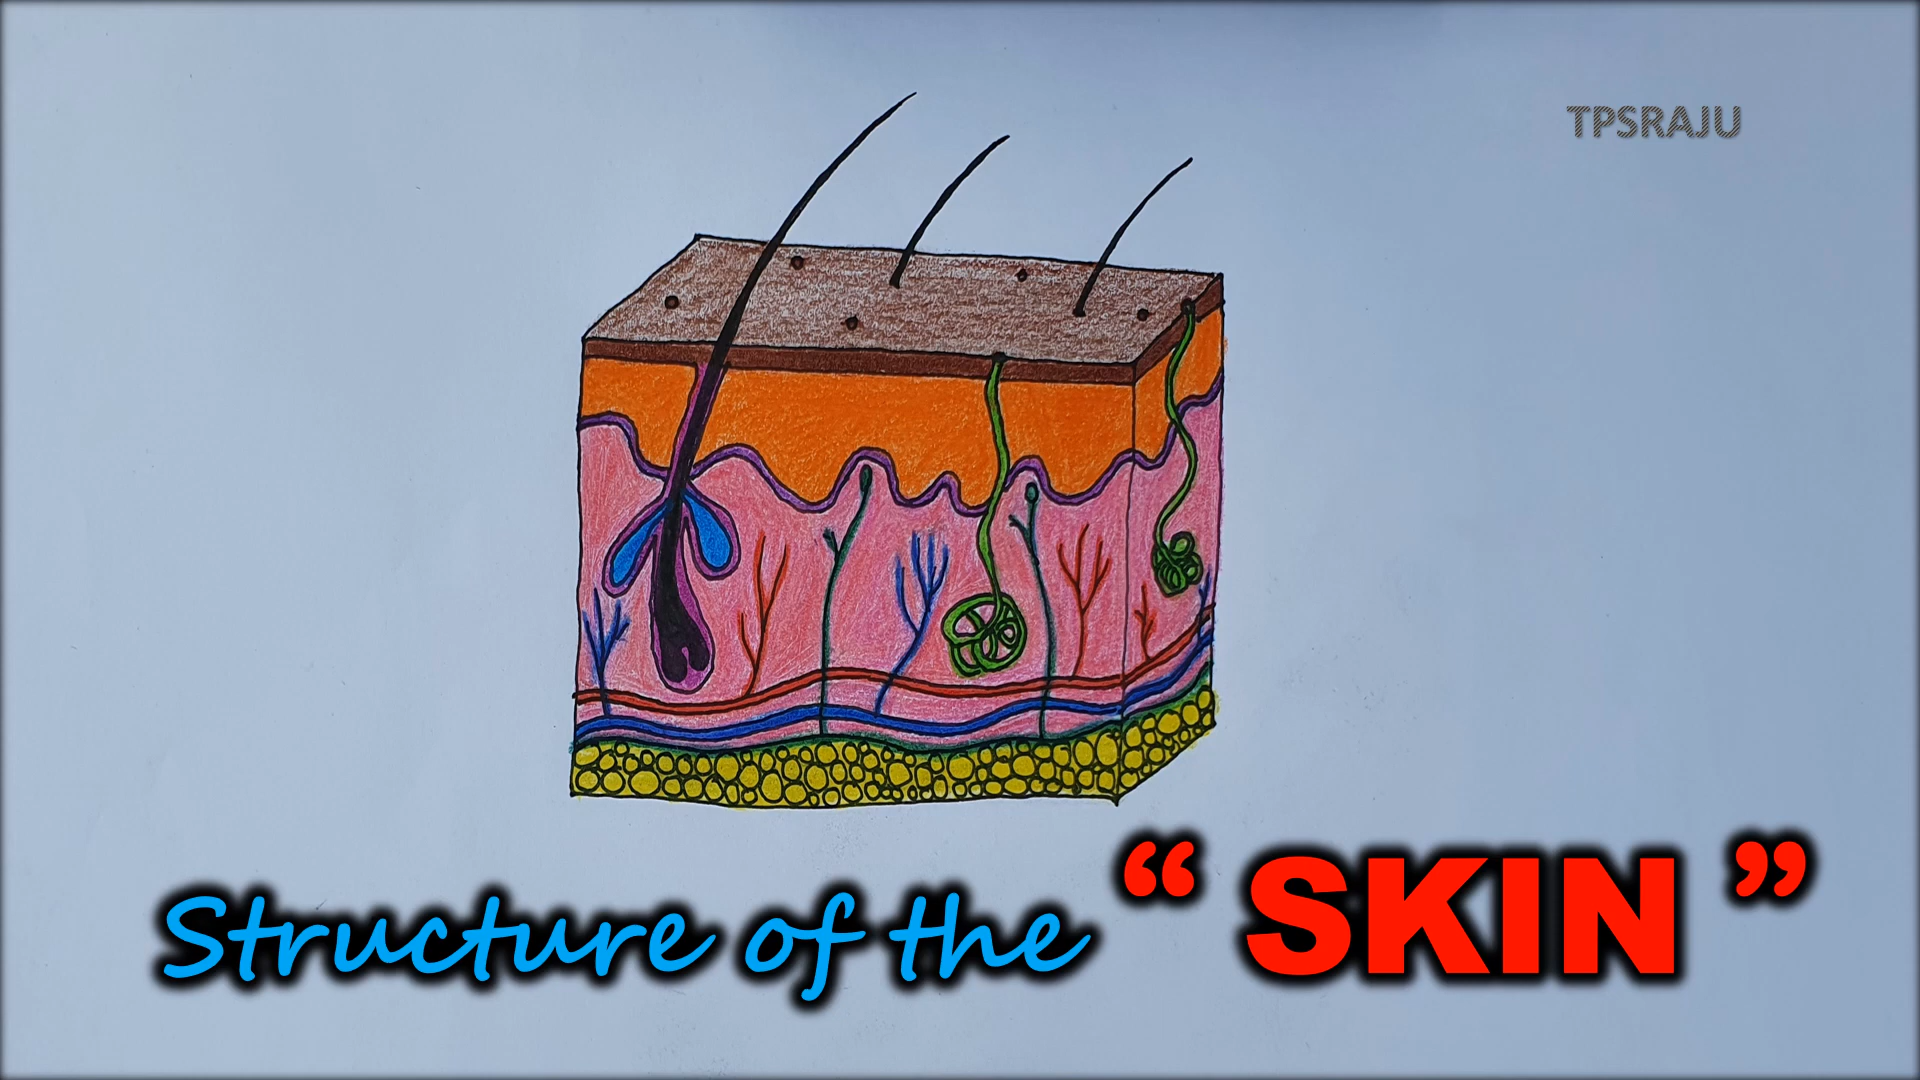 TPSRAJU
Structure of the “ SKIN ”